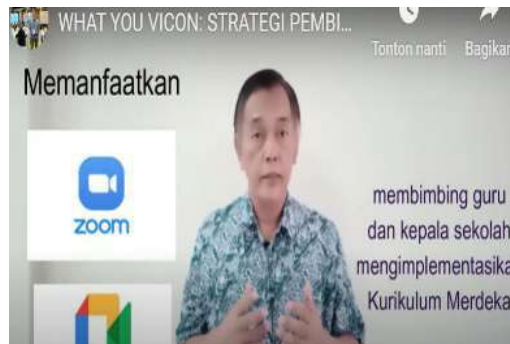 WHAT YOU VICON: STRATEGI PEMBI...
Tonton nanti
Bagikan
Memanfaatkan
zoom
membimbing guru
dan kepala sekolah
mengimplementasika
Kurikulum Merdeka